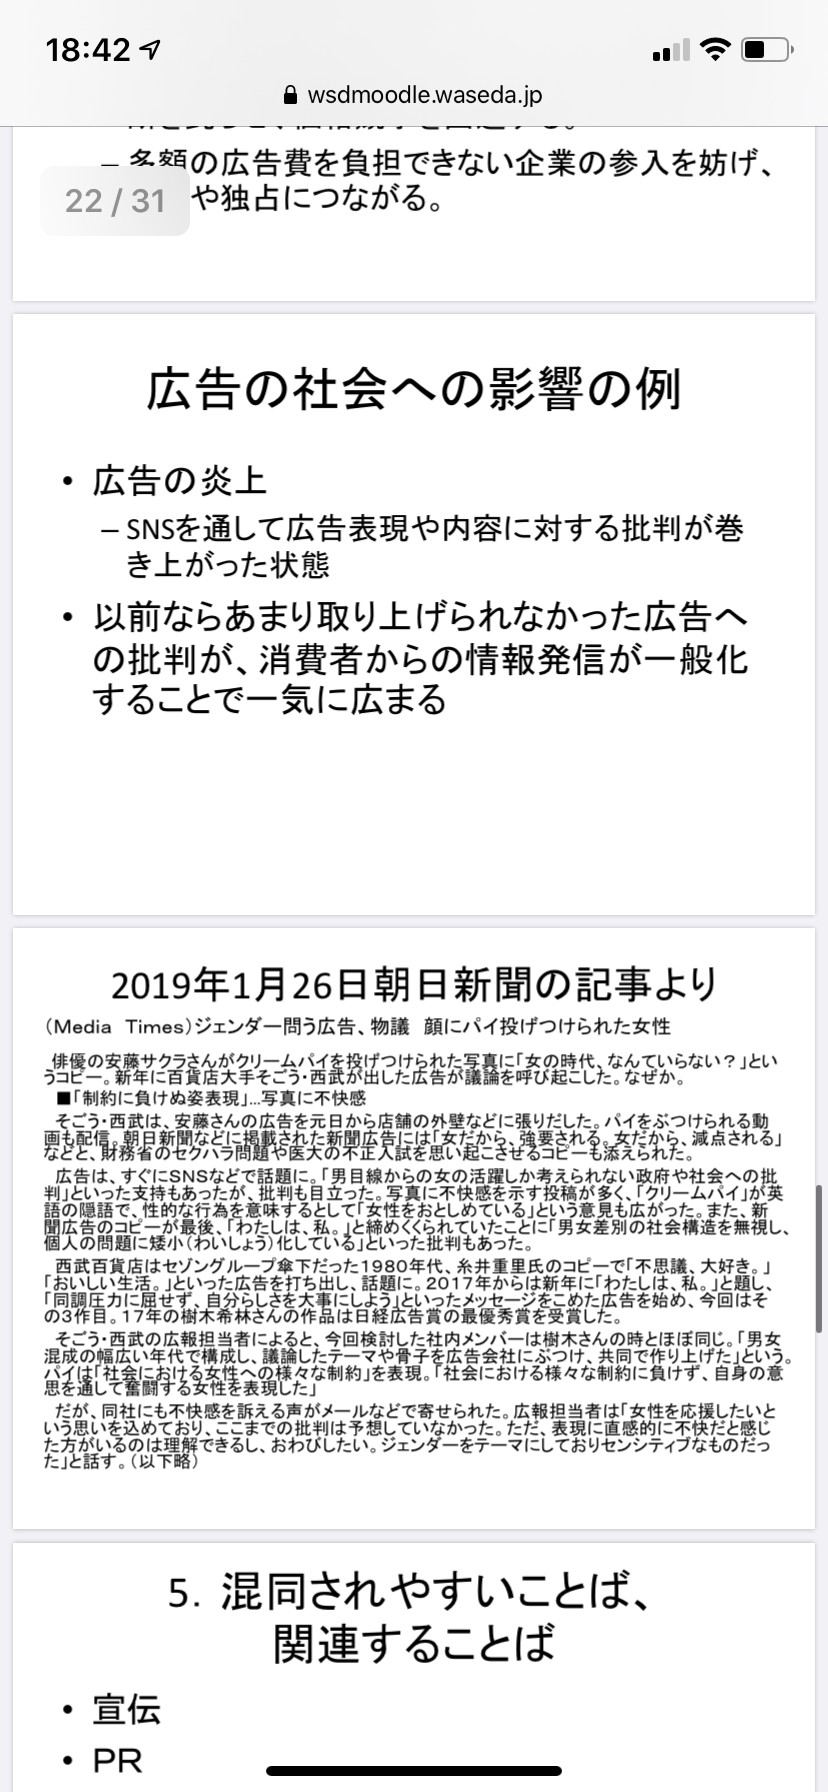 18:42
wsdmoodle.waseda.jp
– 多額の広告費を負担できない企業の参入を妨げ、
や独占につながる。
22 / 31
広告の社会への影響の例
• 広告の炎上
– SNSを通して広告表現や内容に対する批判が巻
き上がった状態
• 以前ならあまり取り上げられなかった広告へ
の批判が、消費者からの情報発信が一般化
することで一気に広まる
2019年1月26日朝日新聞の記事より
（Media Times）ジェンダー問う広告、物議 顔にパイ投げつけられた女性
俳優の安藤サクラさんがクリームパイを投げつけられた写真に「女の時代、なんていらない？」とい
うコピー。新年に百貨店大手そごう・西武が出した広告が議論を呼び起こした。なぜか。
■「制約に負けぬ姿表現」…写真に不快感
そごう・西武は、安藤さんの広告を元日から店舗の外壁などに張りだした。パイをぶつけられる動
画も配信。朝日新聞などに掲載された新聞広告には「女だから、強要される。女だから、減点される」
などと、財務省のセクハラ問題や医大の不正入試を思い起こさせるコピーも添えられた。
広告は、すぐにSNSなどで話題に。「男目線からの女の活躍しか考えられない政府や社会への批
判」といった支持もあったが、批判も目立った。写真に不快感を示す投稿が多く、「クリームパイ」が英
語の隠語で、性的な行為を意味するとして「女性をおとしめている」という意見も広がった。また、新
聞広告のコピーが最後、「わたしは、私。」と締めくくられていたことに「男女差別の社会構造を無視し、
個人の問題に矮小（わいしょう）化している」といった批判もあった。
西武百貨店はセゾングループ傘下だった1980年代、糸井重里氏のコピーで「不思議、大好き。」
「おいしい生活。」といった広告を打ち出し、話題に。2017年からは新年に「わたしは、私。」と題し、
「同調圧力に屈せず、自分らしさを大事にしよう」といったメッセージをこめた広告を始め、今回はそ
の3作目。17年の樹木希林さんの作品は日経広告賞の最優秀賞を受賞した。
そごう・西武の広報担当者によると、今回検討した社内メンバーは樹木さんの時とほぼ同じ。「男女
混成の幅広い年代で構成し、議論したテーマや骨子を広告会社にぶつけ、共同で作り上げた」という。
パイは「社会における女性への様々な制約」を表現。「社会における様々な制約に負けず、自身の意
思を通して奮闘する女性を表現した」
だが、同社にも不快感を訴える声がメールなどで寄せられた。広報担当者は「女性を応援したいと
いう思いを込めており、ここまでの批判は予想していなかった。ただ、表現に直感的に不快だと感じ
た方がいるのは理解できるし、おわびしたい。ジェンダーをテーマにしておりセンシティブなものだっ
た」と話す。（以下略）
5. 混同されやすいことば、
関連することば
• 宣伝
• PR